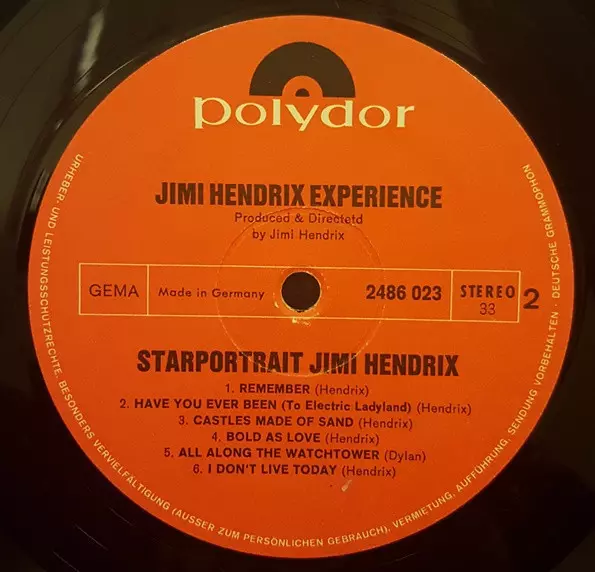 polydor
JIMI HENDRIX EXPERIENCE
Produced & Directetd
by Jimi Hendrix
GEMA
Made in Germany
2486 023
STEREO
33
2
STARPORTRAIT JIMI HENDRIX
1. REMEMBER (Hendrix)
2. HAVE YOU EVER BEEN (To Electric Ladyland) (Hendrix)
3. CASTLES MADE OF SAND (Hendrix)
4. BOLD AS LOVE (Hendrix)
5. ALL ALONG THE WATCHTOWER (Dylan)
6. I DON'T LIVE TODAY (Hendrix)
URHEBER- UND LEISTUNGSSCHUTZRECHTE, BESONDERS VERVIELFÄLTIGUNG (AUSSER ZUM PERSÖNLICHEN GEBRAUCH), VERMIETUNG, AUFFÜHRUNG, SENDUNG VORBEHALTEN · DEUTSCHE GRAMMOPHON